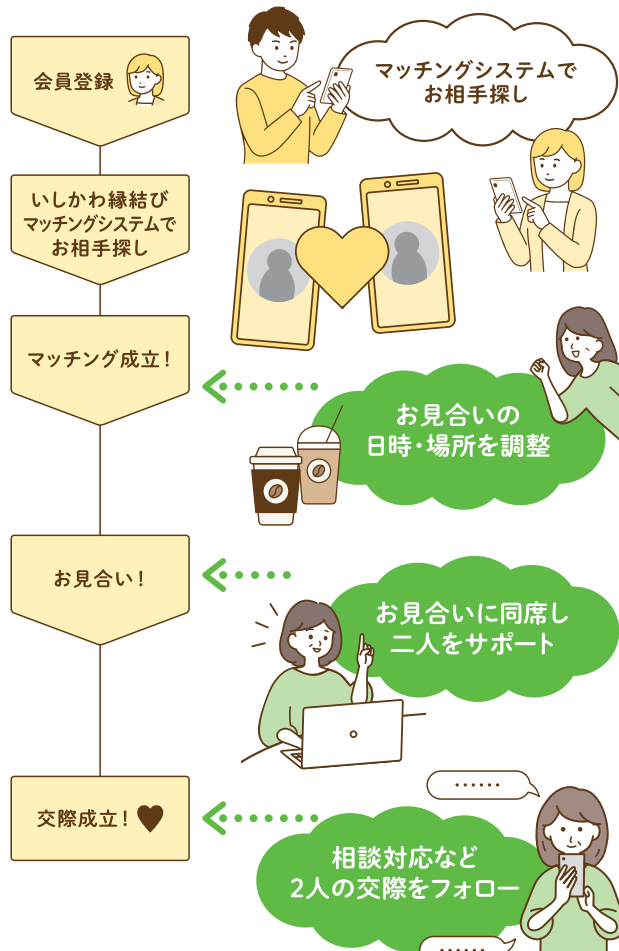 会員登録
マッチングシステムで
お相手探し
いしかわ縁結び
マッチングシステムで
お相手探し
マッチング成立！
お見合いの
日時・場所を調整
お見合い！
お見合いに同席し
二人をサポート
交際成立！
相談対応など
2人の交際をフォロー